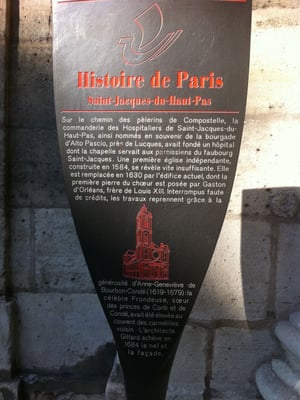 Histoire de Paris
Saint-Jacques-du-Haut-Pas
Sur le chemin des pèlerins de Compostelle, la
commanderie des Hospitaliers de Saint-Jacques-du-
Haut-Pas, ainsi nommés en souvenir de la bourgade
d'Alto Pascio, près de Lucques, avait fondé un hôpital
dont la chapelle servait aux paroissiens du faubourg
Saint-Jacques. Une première église indépendante,
construite en 1584, se révèle vite insuffisante. Elle
est remplacée en 1630 par l'édifice actuel, dont la
première pierre du chœur est posée par Gaston
d'Orléans, frère de Louis XIII. Interrompus faute
de crédits, les travaux reprennent grâce à la
générosité d'Anne-Geneviève de
Bourbon-Condé (1619-1679): la
célèbre Frondeuse, sœur
des princes de Conti et de
Condé, avait été élevée au
couvent des carmélites
voisin. L'architecte
Gittard achève en
1684 la nef et
la façade.